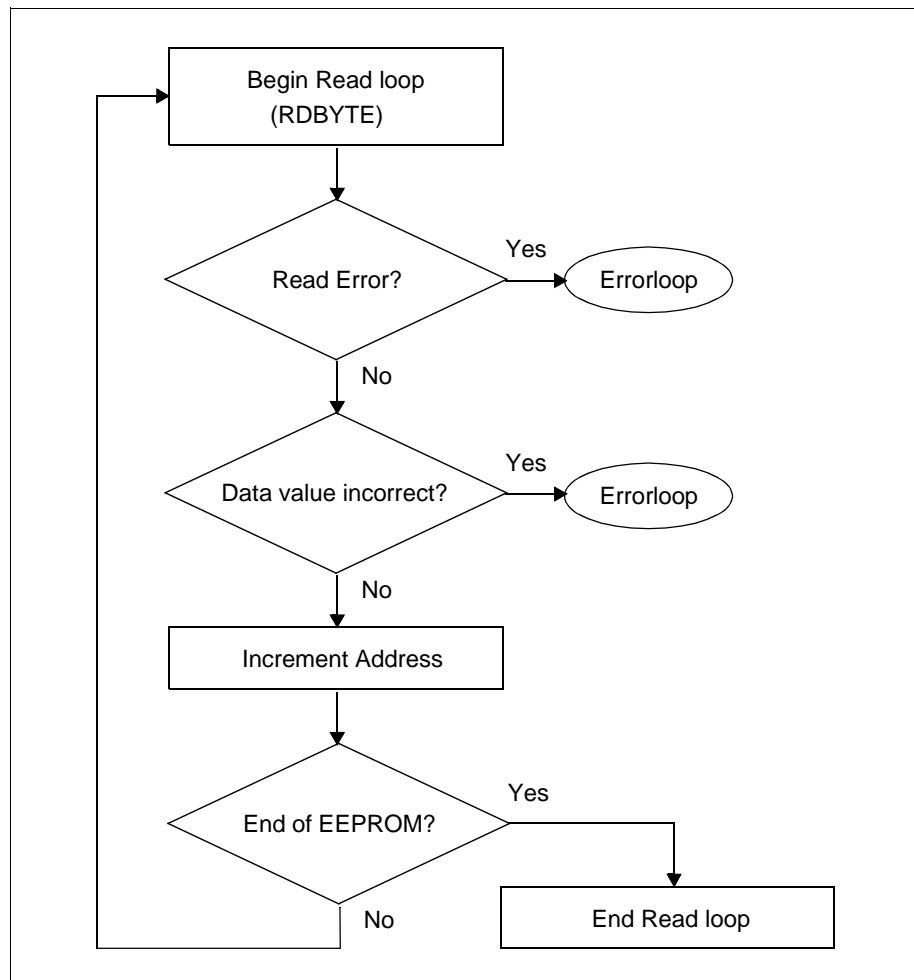 Begin Read loop
(RDBYTE)
Yes
Read Error?
Errorloop
No
Yes
Data value incorrect?
Errorloop
No
Increment Address
Yes
End of EEPROM?
No
End Read loop